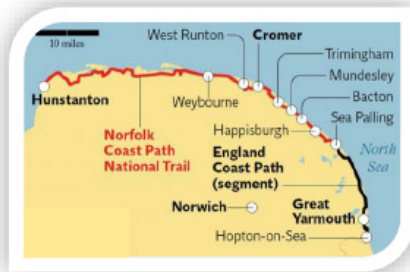 10 miles
West Runton
Cromer
Trimingham
Mundesley
Bacton
Sea Palling
Hunstanton
Weybourne
Happisburgh
Norfolk
Coast Path
National Trail
England
Coast Path
(segment)
North
Sea
Norwich
Great
Yarmouth
Hopton-on-Sea